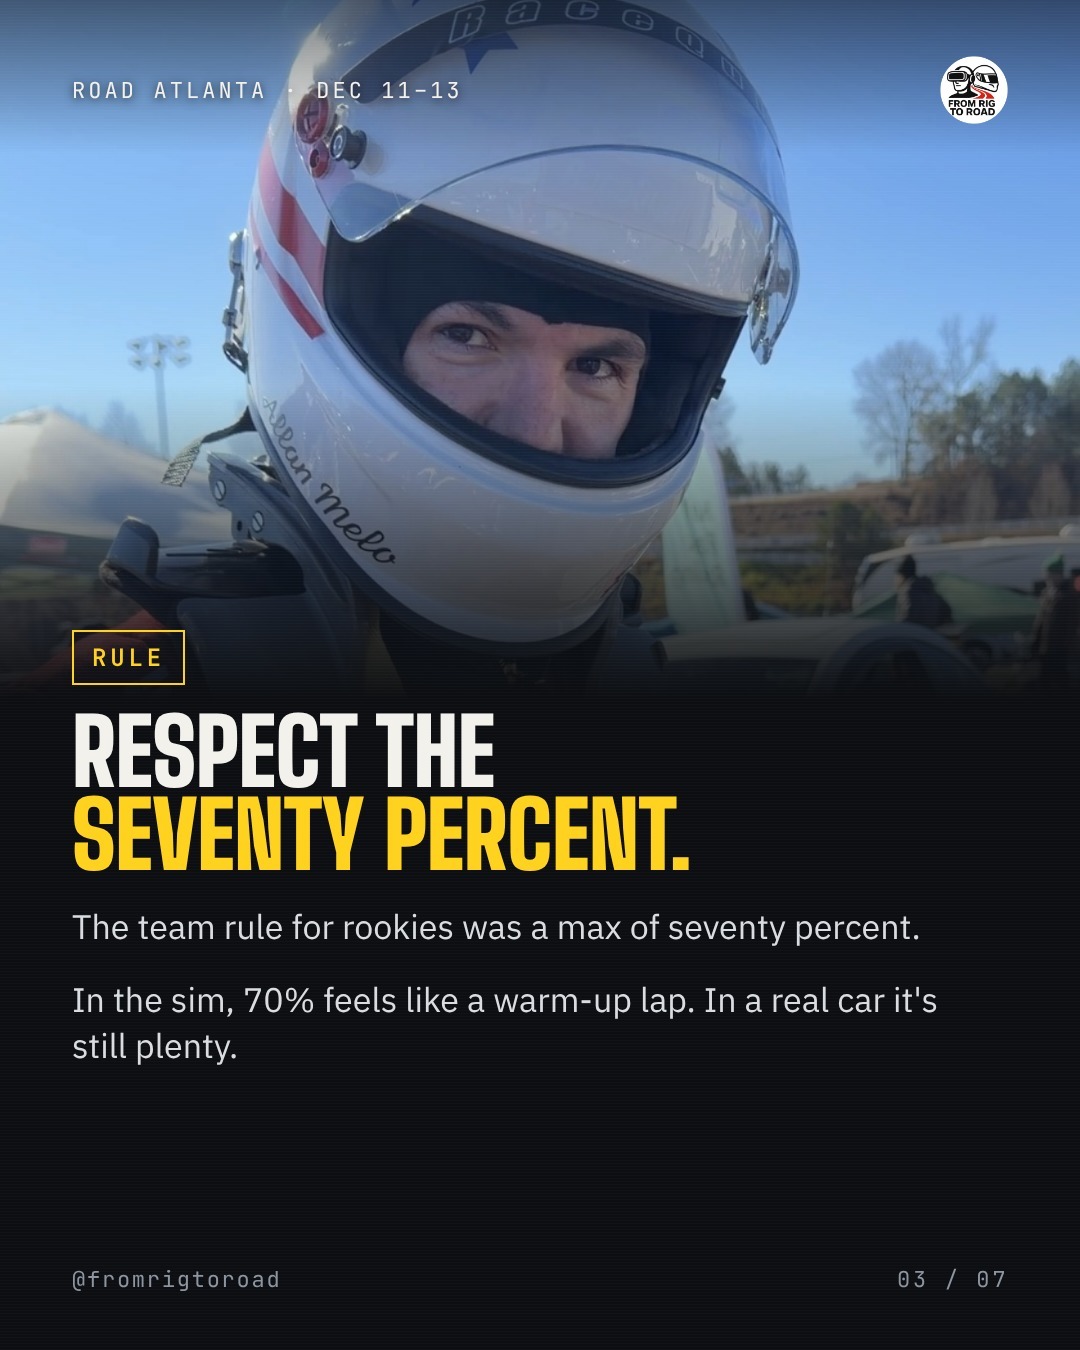 Raceq
ROAD ATLANTA · DEC 11–13
FROM RIG
TO ROAD
Allan Melo
RULE
RESPECT THE
SEVENTY PERCENT.
The team rule for rookies was a max of seventy percent.
In the sim, 70% feels like a warm-up lap. In a real car it's
still plenty.
@fromrigtoroad
03 / 07